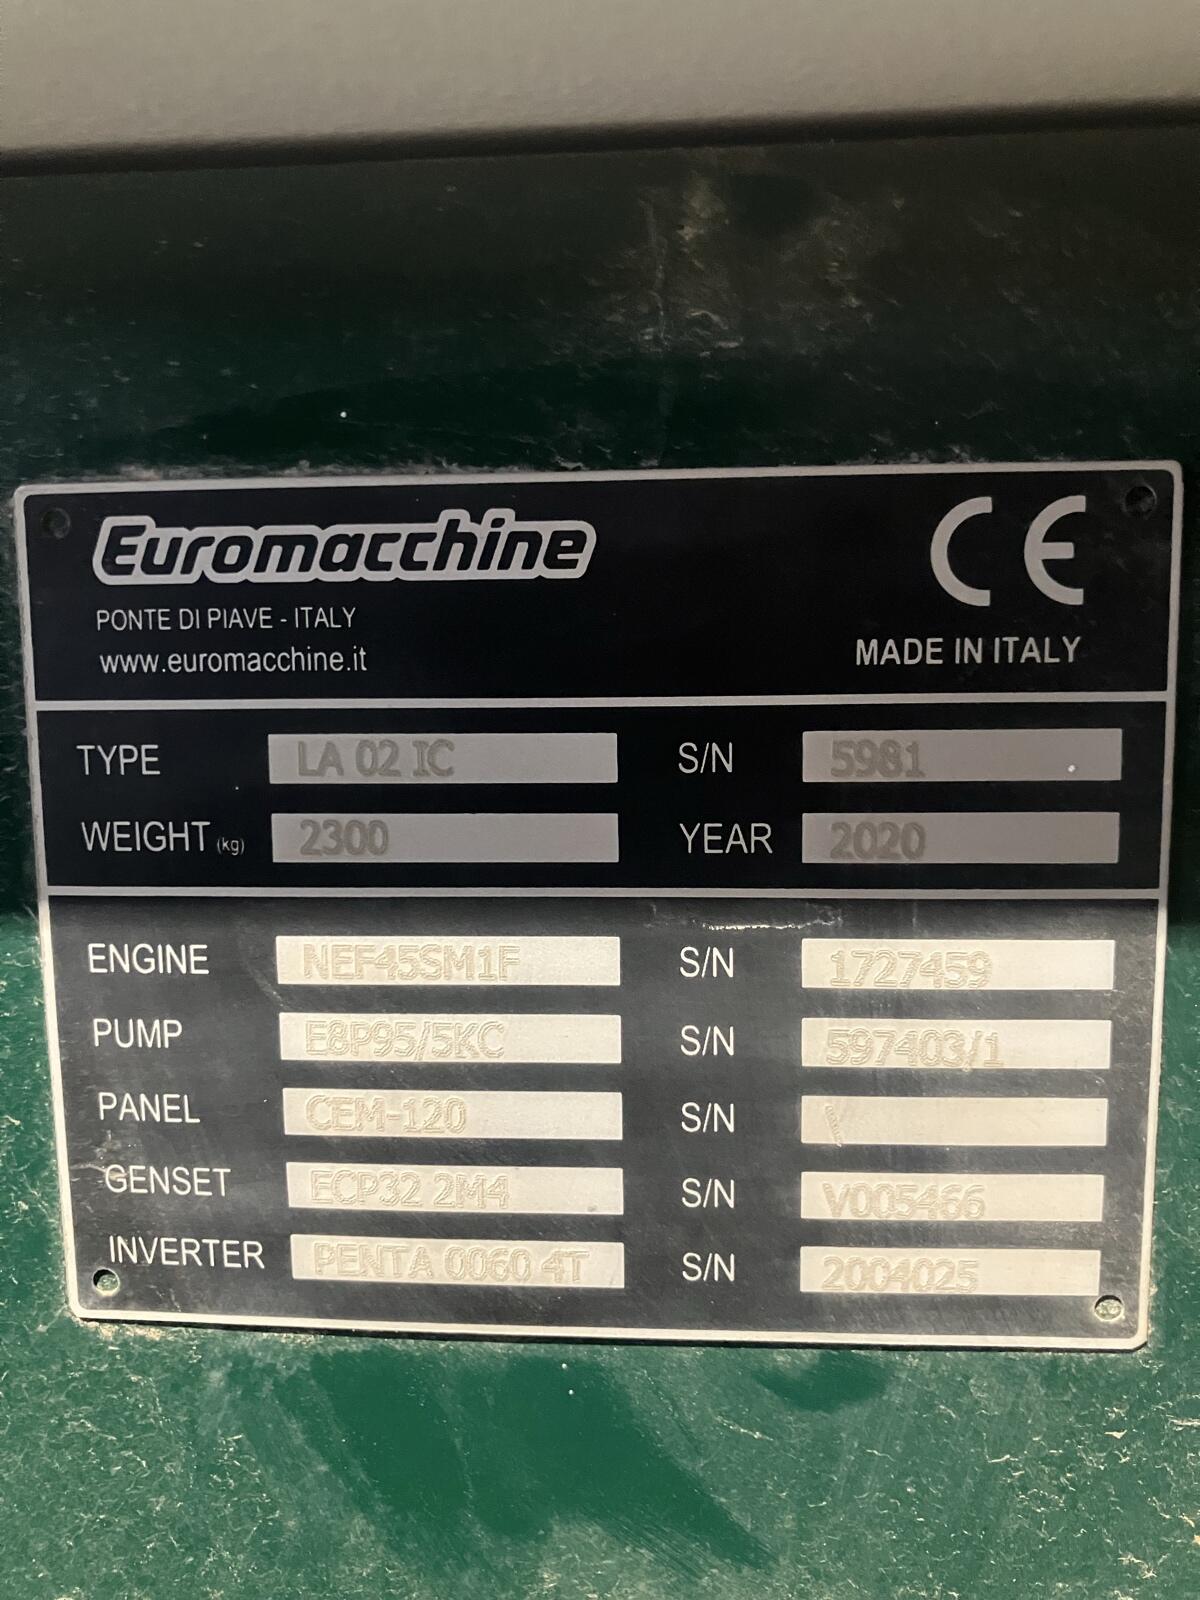 Euromacchine
PONTE DI PIAVE - ITALY
www.euromacchine.it
CE
MADE IN ITALY
TYPE LA 02 IC S/N 5981
WEIGHT (kg) 2300 YEAR 2020
ENGINE NEF45SM1F S/N 1727459
PUMP E8P95/5KC S/N 597403/1
PANEL CEM-120 S/N \
GENSET ECP32 2M4 S/N V005466
INVERTER PENTA 0060 4T S/N 2004025